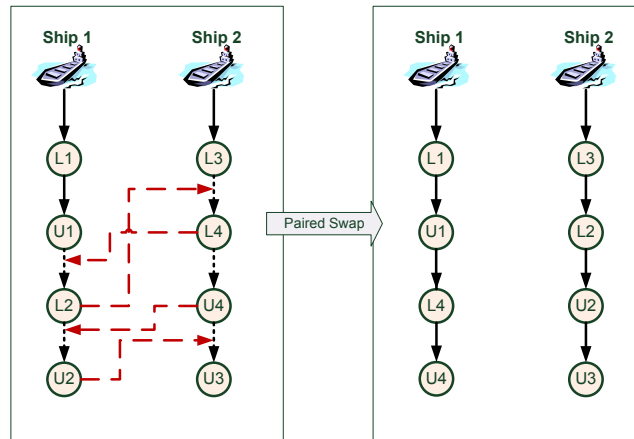 Ship 1
Ship 2
L1
L3
U1
L4
L2
U4
U2
U3
Paired Swap
Ship 1
Ship 2
L1
L3
U1
L2
L4
U2
U4
U3